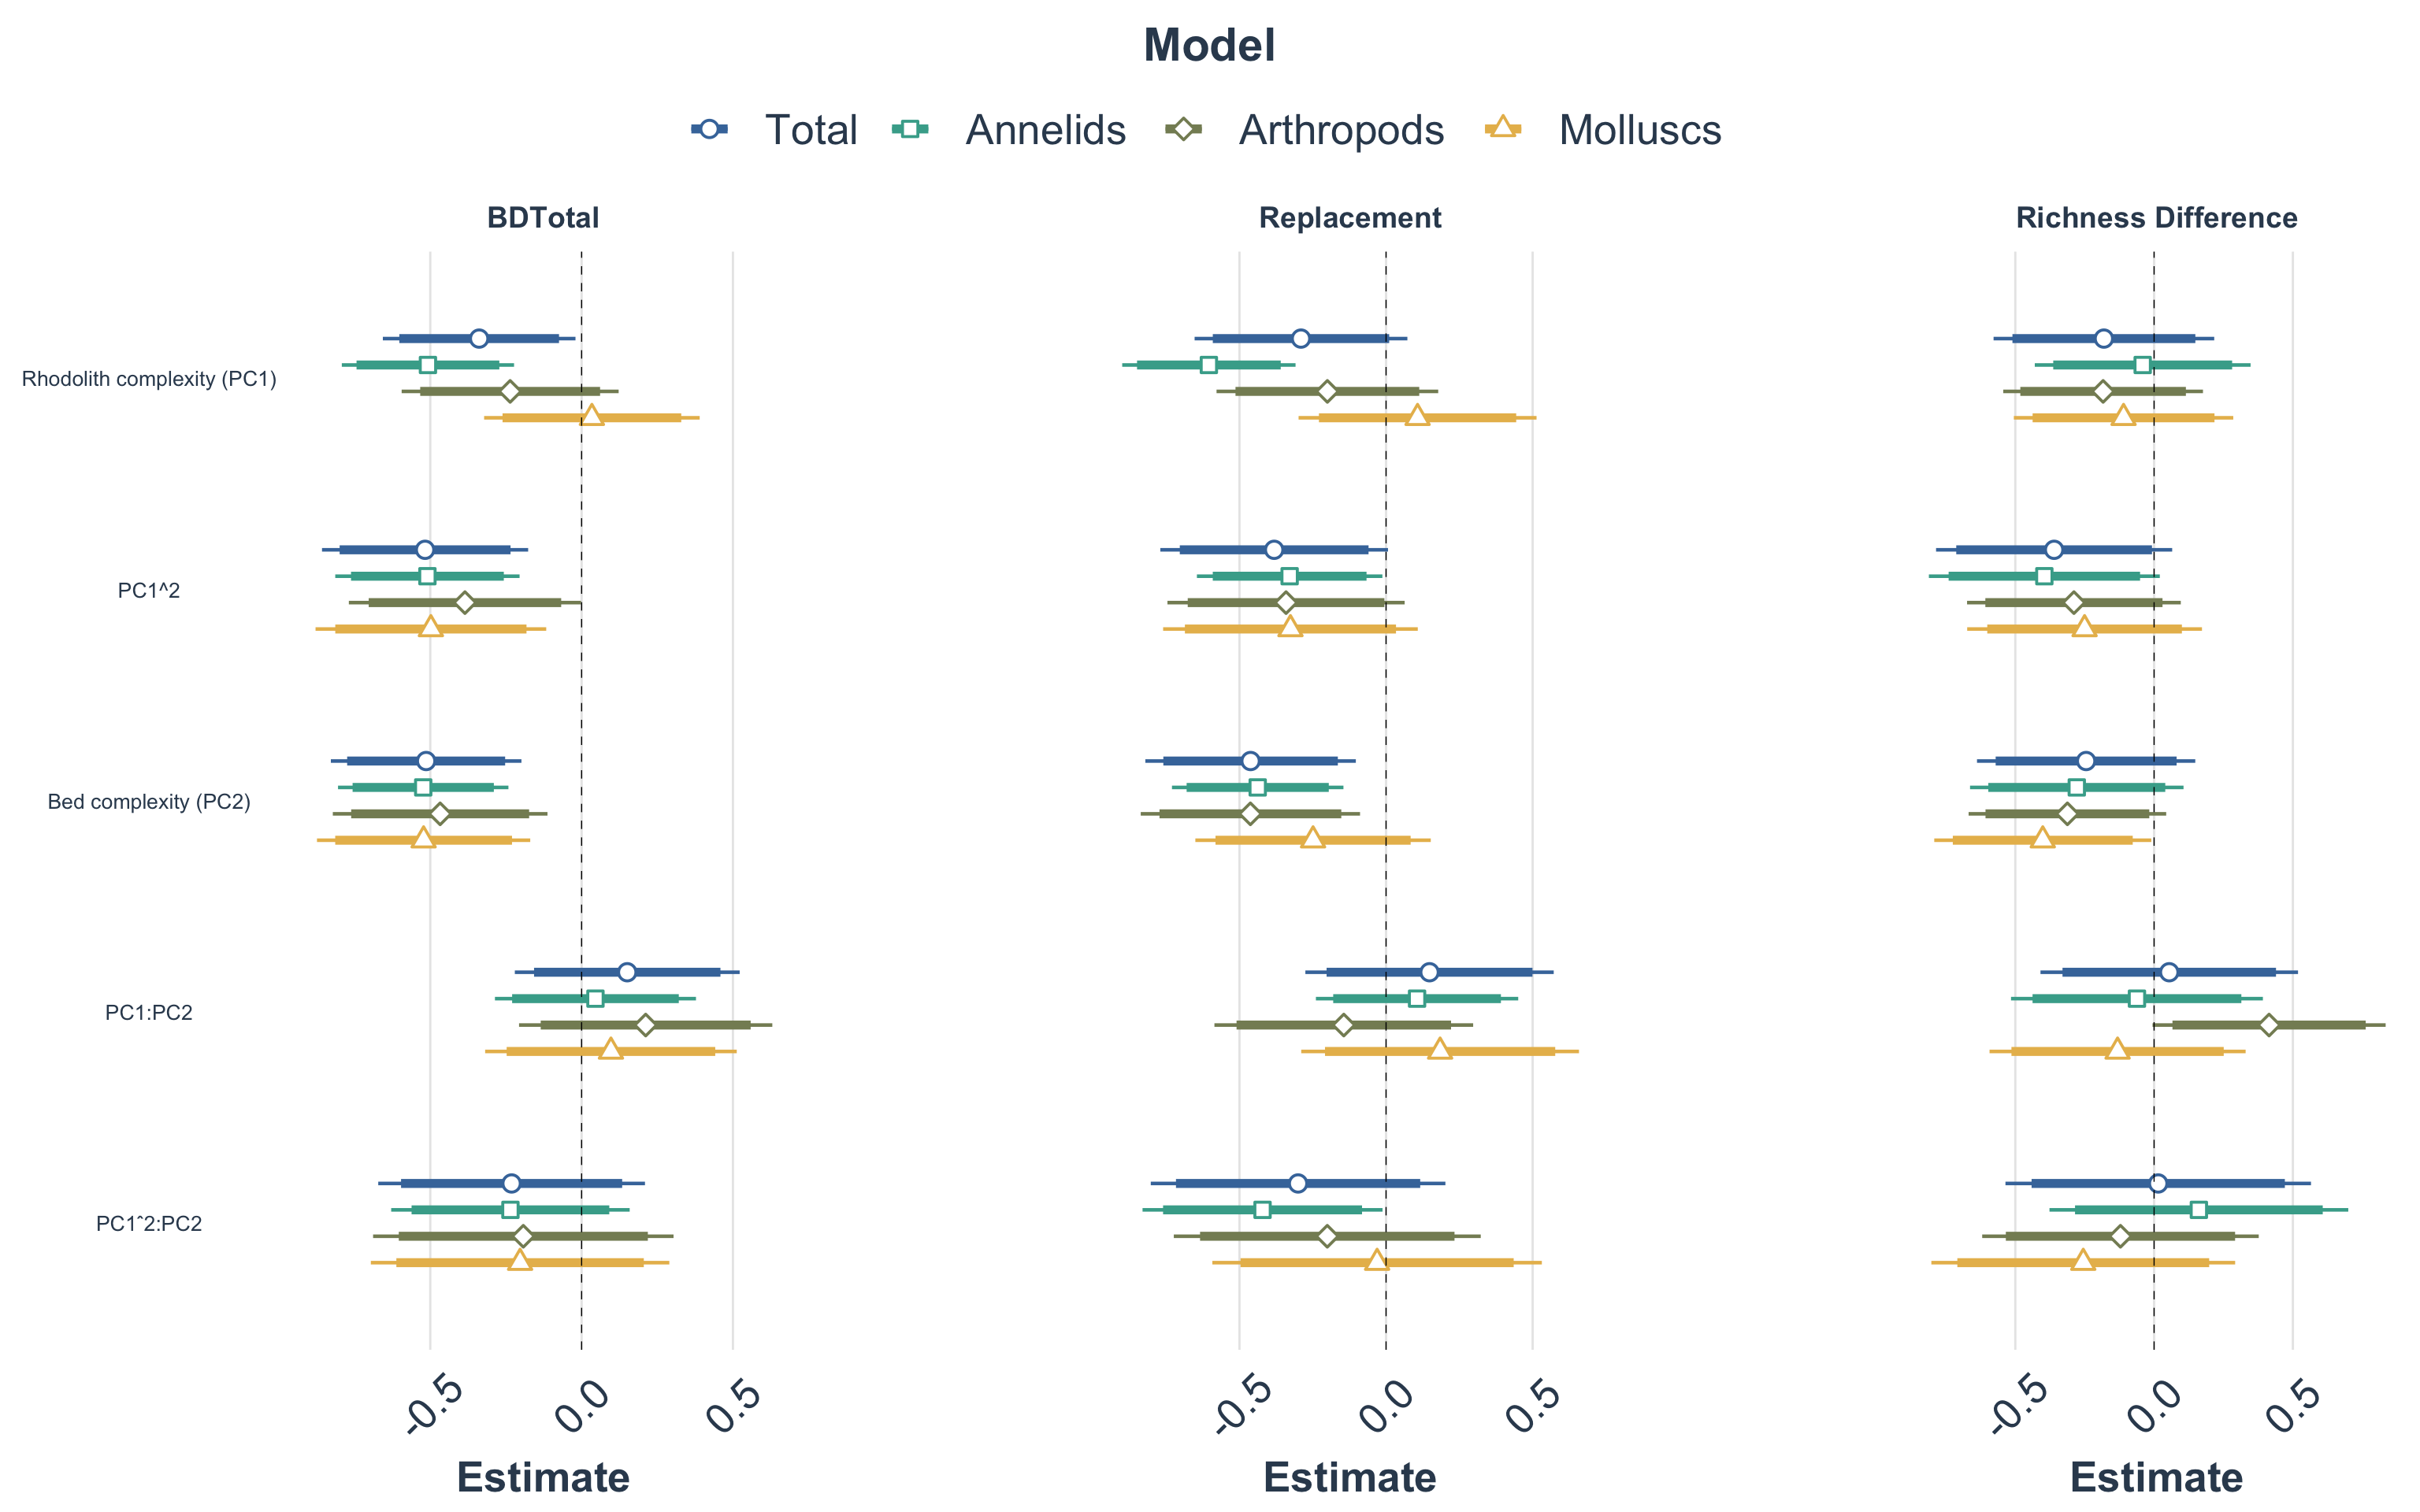 Model
Total Annelids Arthropods Molluscs
BDTotal Replacement Richness Difference
Rhodolith complexity (PC1)
PC1^2
Bed complexity (PC2)
PC1:PC2
PC1^2:PC2
-0.5 0.0 0.5 -0.5 0.0 0.5 -0.5 0.0 0.5
Estimate Estimate Estimate